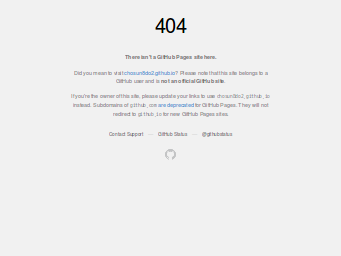 404
There isn't a GitHub Pages site here.
Did you mean to visit chosun8do2.github.io? Please note that this site belongs to a
GitHub user and is not an official GitHub site.
If you're the owner of this site, please update your links to use chosun8do2.github.io
instead. Subdomains of github.com are deprecated for GitHub Pages. They will not
redirect to github.io for new GitHub Pages sites.
Contact Support — GitHub Status — @githubstatus